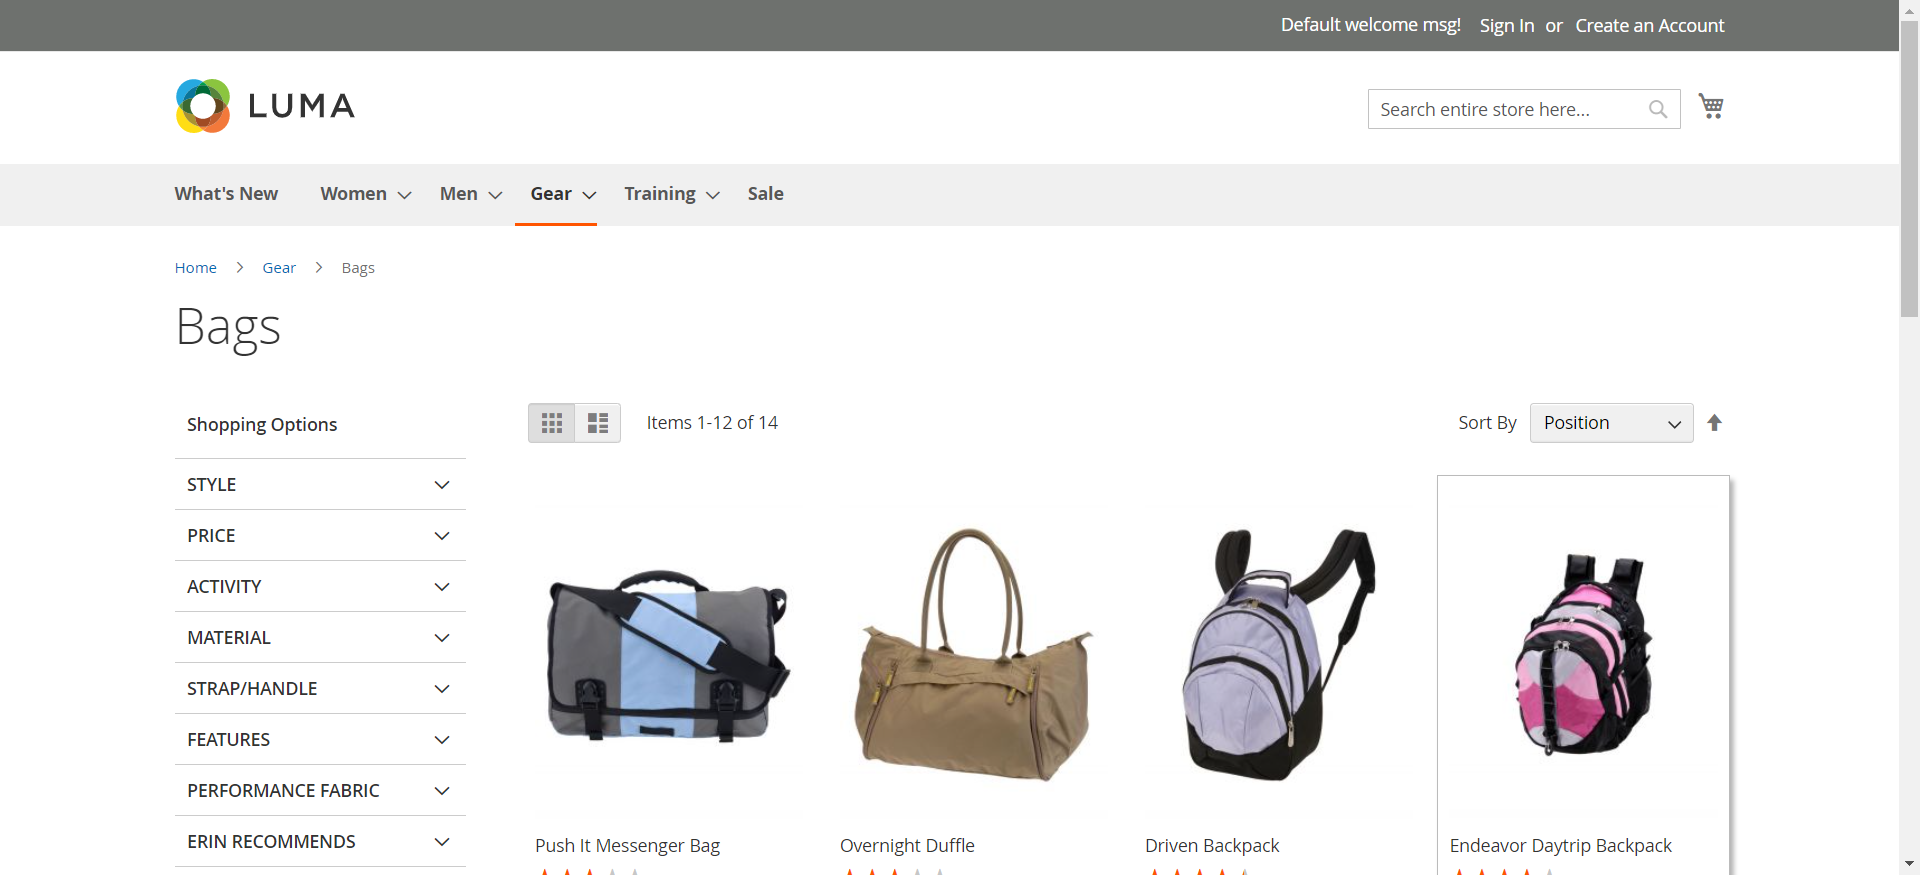 Default welcome msg! Sign In or Create an Account
LUMA
Search entire store here...
What's New Women Men Gear Training Sale
Home Gear Bags
Bags
Shopping Options
Items 1-12 of 14
Sort By Position
STYLE
PRICE
ACTIVITY
MATERIAL
STRAP/HANDLE
FEATURES
PERFORMANCE FABRIC
ERIN RECOMMENDS
Push It Messenger Bag
Overnight Duffle
Driven Backpack
Endeavor Daytrip Backpack